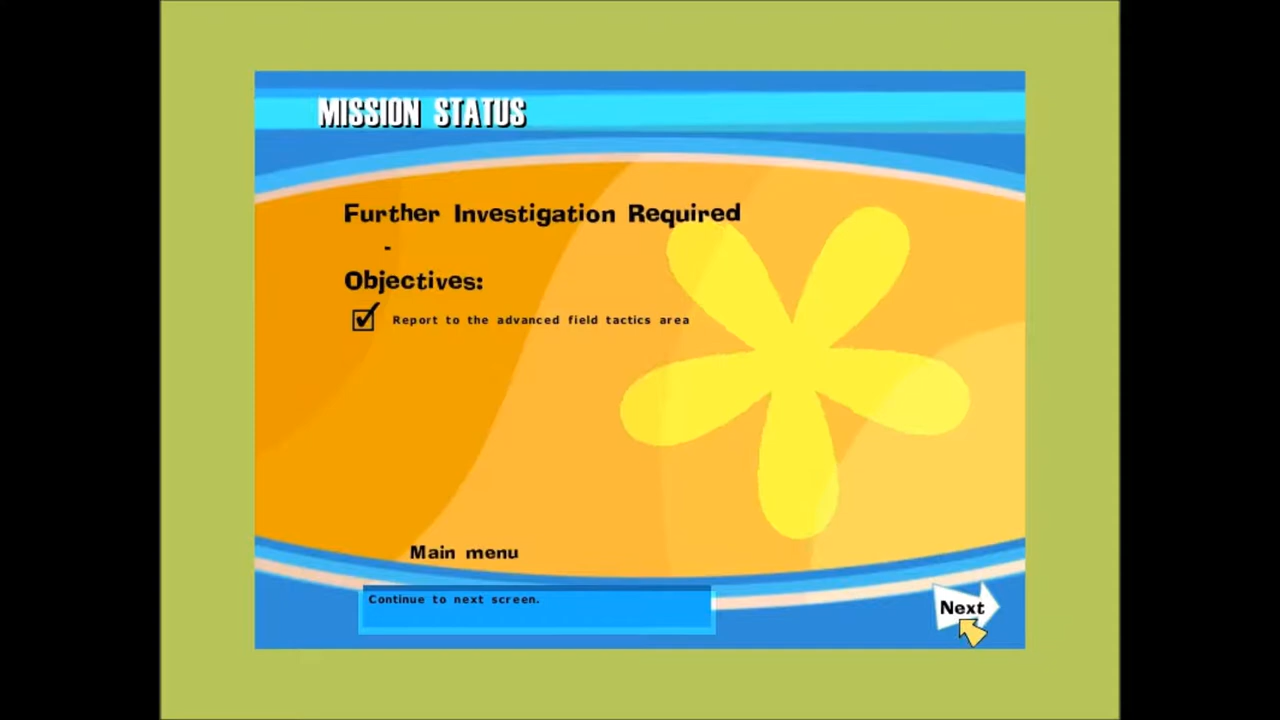 MISSION STATUS
Further Investigation Required
-
Objectives:
Report to the advanced field tactics area
Main menu
Continue to next screen.
Next